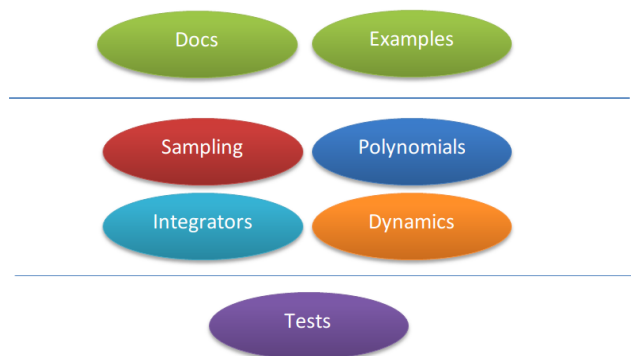 Docs
Examples
Sampling
Polynomials
Integrators
Dynamics
Tests